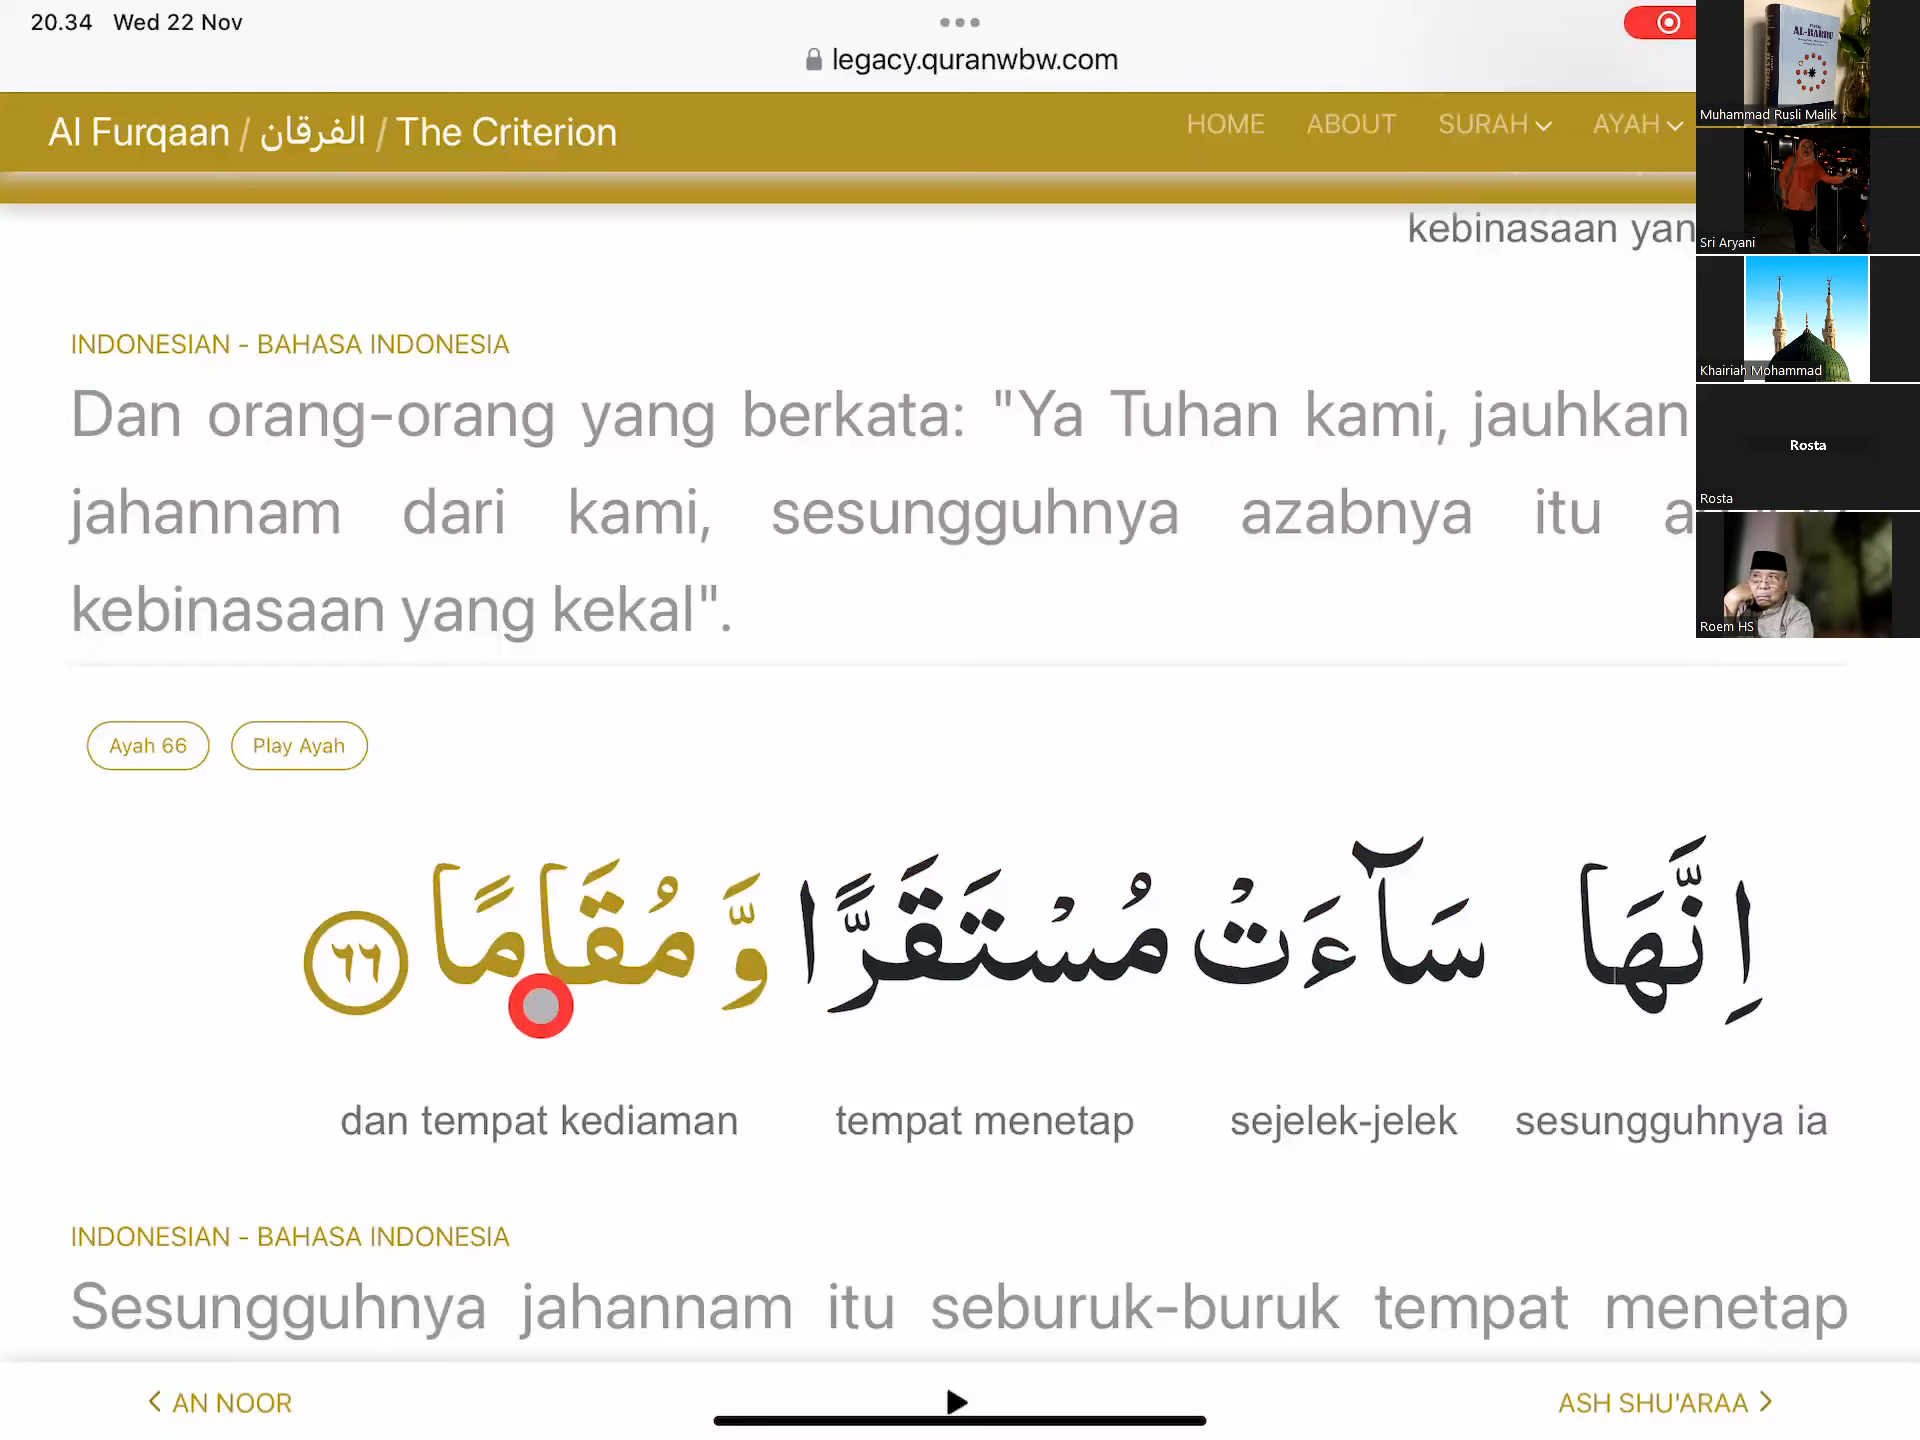 20.34 Wed 22 Nov
legacy.quranwbw.com
Al Furqaan / الفرقان / The Criterion
HOME ABOUT SURAH AYAH
kebinasaan yan
INDONESIAN - BAHASA INDONESIA
Dan orang-orang yang berkata: "Ya Tuhan kami, jauhkan
jahannam dari kami, sesungguhnya azabnya itu a
kebinasaan yang kekal".
Ayah 66 Play Ayah
اِنَّهَا سَآءَتْ مُسْتَقَرًّا وَّ مُقَامًا ٦٦
dan tempat kediaman tempat menetap sejelek-jelek sesungguhnya ia
INDONESIAN - BAHASA INDONESIA
Sesungguhnya jahannam itu seburuk-buruk tempat menetap
AN NOOR
ASH SHU'ARAA
AL-BARRU
Muhammad Rusli Malik
Sri Aryani
Khairiah Mohammad
Rosta
Rosta
Roem HS